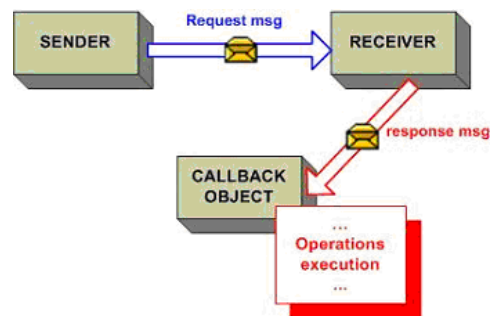 Request msg
SENDER
RECEIVER
response msg
CALLBACK
OBJECT
...
Operations
execution
...